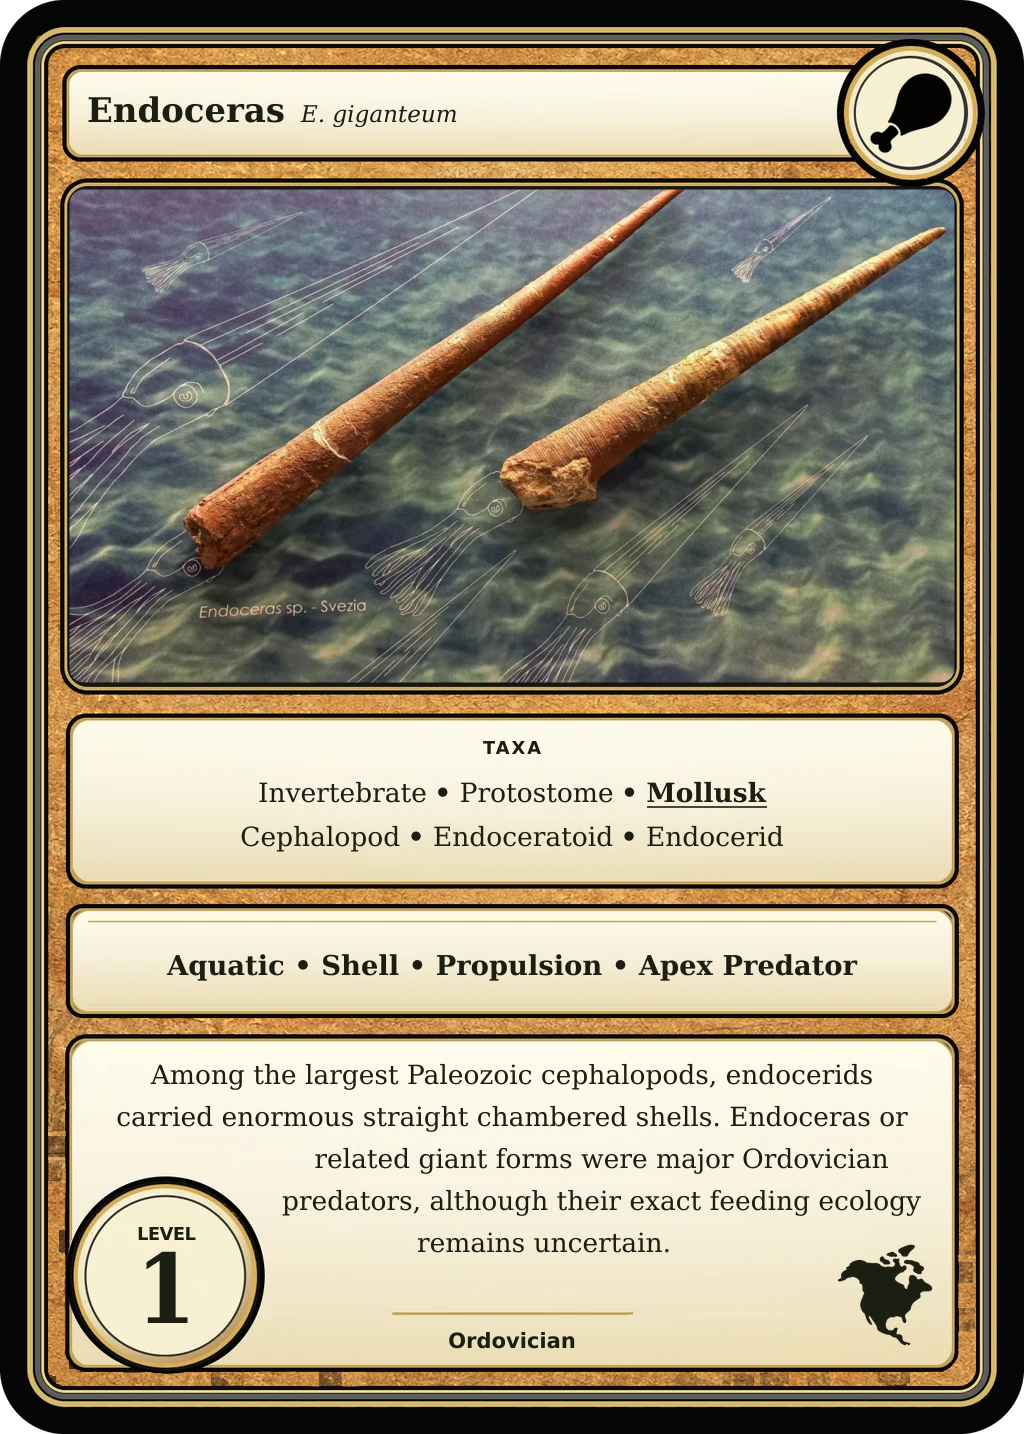 Endoceras E. giganteum
Endoceras sp. - Svezia
TAXA
Invertebrate • Protostome • Mollusk
Cephalopod • Endoceratoid • Endocerid
Aquatic • Shell • Propulsion • Apex Predator
Among the largest Paleozoic cephalopods, endocerids
carried enormous straight chambered shells. Endoceras or
related giant forms were major Ordovician
predators, although their exact feeding ecology
remains uncertain.
LEVEL
1
Ordovician